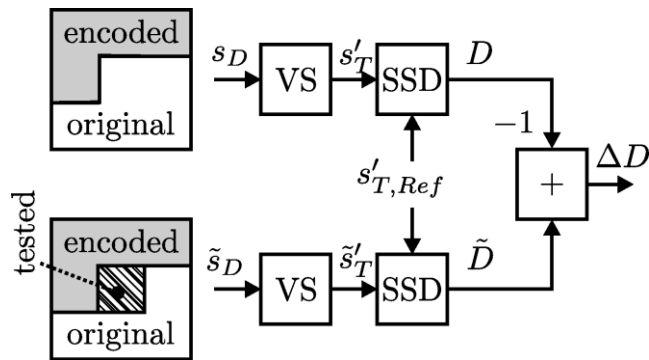 encoded
original
s_D
VS
s'_T
SSD
D
−1
s'_{T,Ref}
+
ΔD
tested
encoded
original
s̃_D
VS
s̃'_T
SSD
D̃